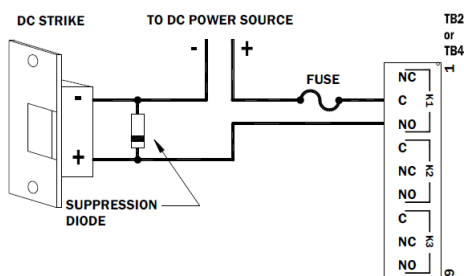 DC STRIKE
TO DC POWER SOURCE
TB2
or
TB4
- +
FUSE
1
NC
C
NO
K1
-
+
C
NC
NO
K2
SUPPRESSION
DIODE
C
NC
NO
K3
9